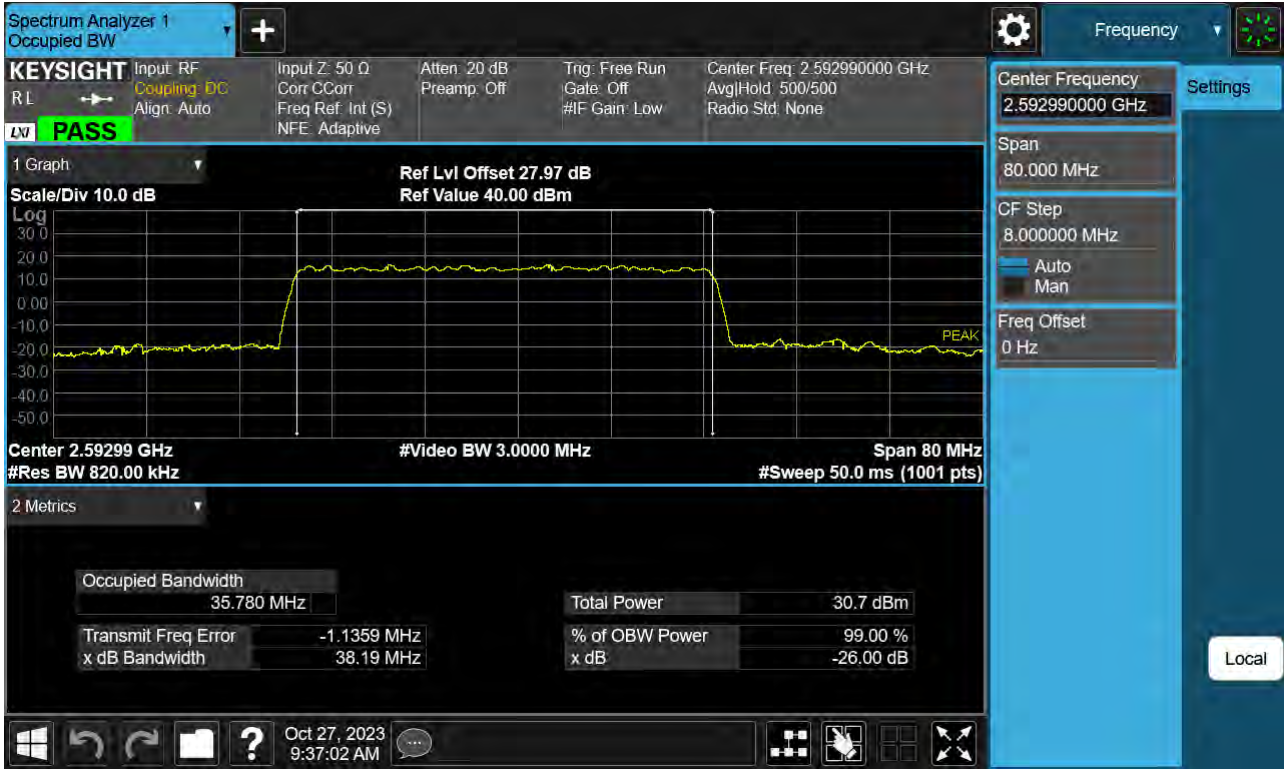 Spectrum Analyzer 1
Occupied BW
+
Frequency
KEYSIGHT
R L
LXI
PASS
Input: RF
Coupling: DC
Align: Auto
Input Z: 50 Ω
Corr CCorr
Freq Ref: Int (S)
NFE: Adaptive
Atten: 20 dB
Preamp: Off
Trig: Free Run
Gate: Off
#IF Gain: Low
Center Freq: 2.592990000 GHz
Avg|Hold: 500/500
Radio Std: None
Center Frequency
2.592990000 GHz
Settings
Span
80.000 MHz
CF Step
8.000000 MHz
Auto
Man
Freq Offset
0 Hz
Local
1 Graph
Scale/Div 10.0 dB
Ref Lvl Offset 27.97 dB
Ref Value 40.00 dBm
Log
30.0
20.0
10.0
0.00
-10.0
-20.0
-30.0
-40.0
-50.0
PEAK
Center 2.59299 GHz
#Video BW 3.0000 MHz
Span 80 MHz
#Res BW 820.00 kHz
#Sweep 50.0 ms (1001 pts)
2 Metrics
Occupied Bandwidth
35.780 MHz
Total Power 30.7 dBm
Transmit Freq Error -1.1359 MHz
% of OBW Power 99.00 %
x dB Bandwidth 38.19 MHz
x dB -26.00 dB
?
Oct 27, 2023
9:37:02 AM